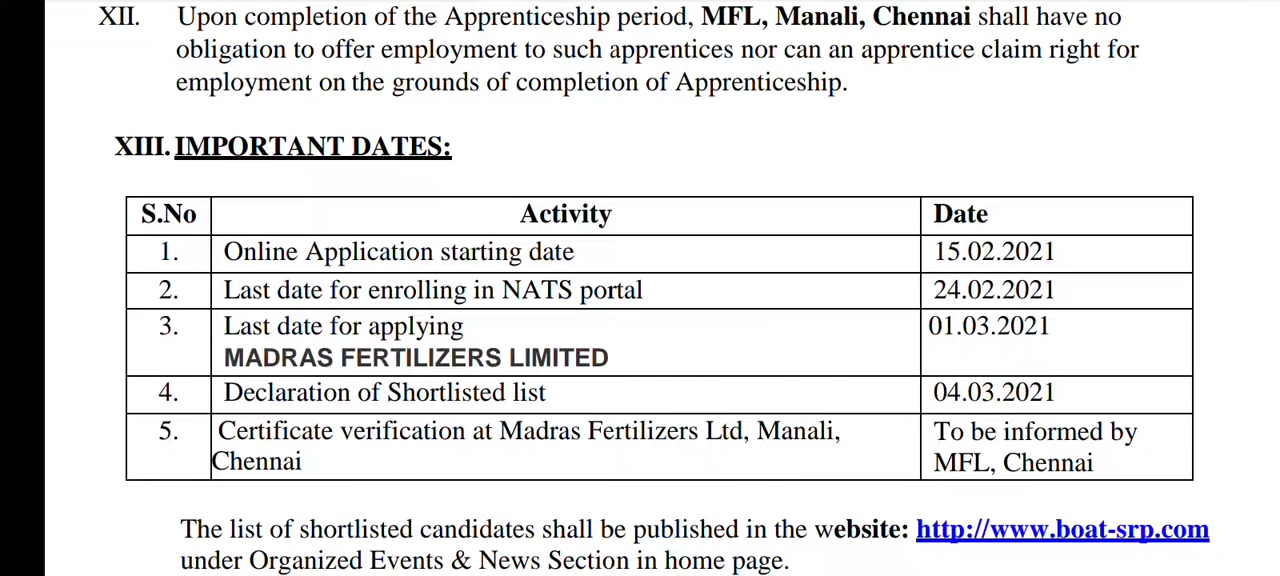 XII. Upon completion of the Apprenticeship period, MFL, Manali, Chennai shall have no
obligation to offer employment to such apprentices nor can an apprentice claim right for
employment on the grounds of completion of Apprenticeship.
XIII. IMPORTANT DATES:
S.No Activity Date
1. Online Application starting date 15.02.2021
2. Last date for enrolling in NATS portal 24.02.2021
3. Last date for applying 01.03.2021
MADRAS FERTILIZERS LIMITED
4. Declaration of Shortlisted list 04.03.2021
5. Certificate verification at Madras Fertilizers Ltd, Manali, To be informed by
Chennai MFL, Chennai
The list of shortlisted candidates shall be published in the website: http://www.boat-srp.com
under Organized Events & News Section in home page.